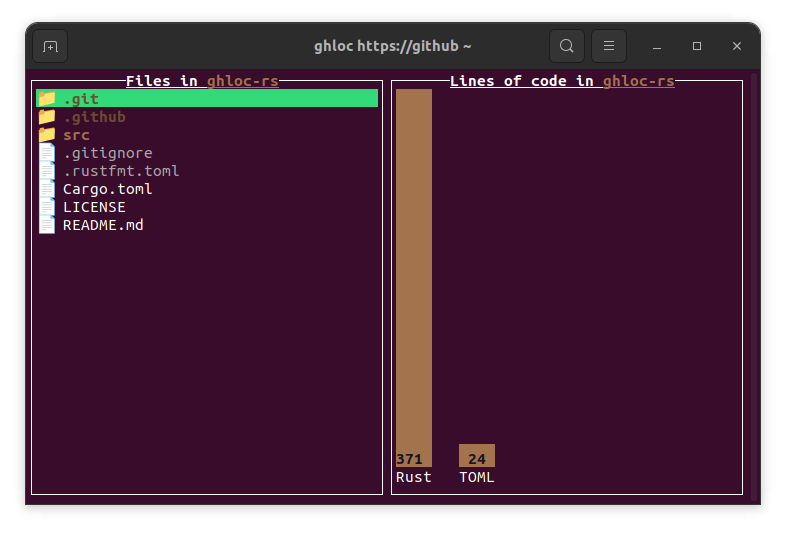 ghloc https://github ~
Files in ghloc-rs
.git
.github
src
.gitignore
.rustfmt.toml
Cargo.toml
LICENSE
README.md
Lines of code in ghloc-rs
371 24
Rust TOML